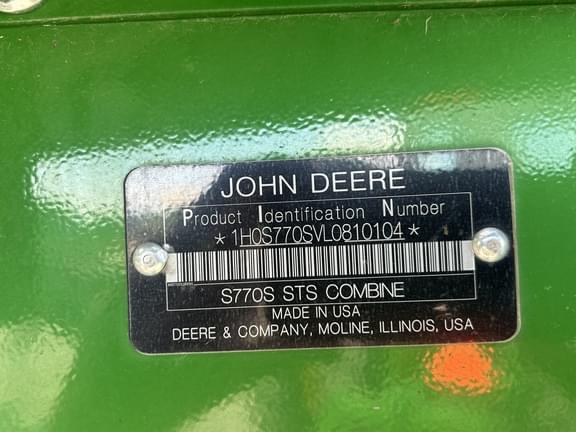 JOHN DEERE
Product Identification Number
*1H0S770SVL0810104*
S770S STS COMBINE
MADE IN USA
DEERE & COMPANY, MOLINE, ILLINOIS, USA